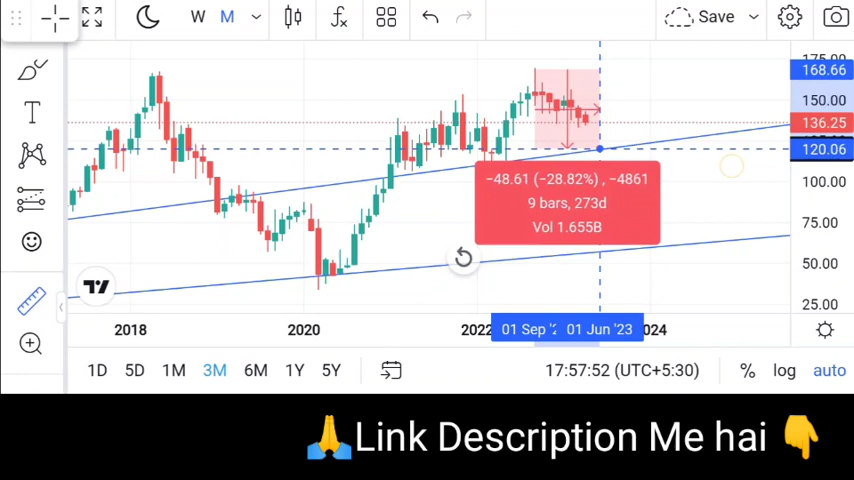 W M Save
175.00
168.66
150.00
136.25
120.06
100.00
75.00
50.00
25.00
−48.61 (−28.82%) , −4861
9 bars, 273d
Vol 1.655B
2018 2020 2022 01 Sep '2 01 Jun '23 024
1D 5D 1M 3M 6M 1Y 5Y 17:57:52 (UTC+5:30) % log auto
🙏Link Description Me hai 👇